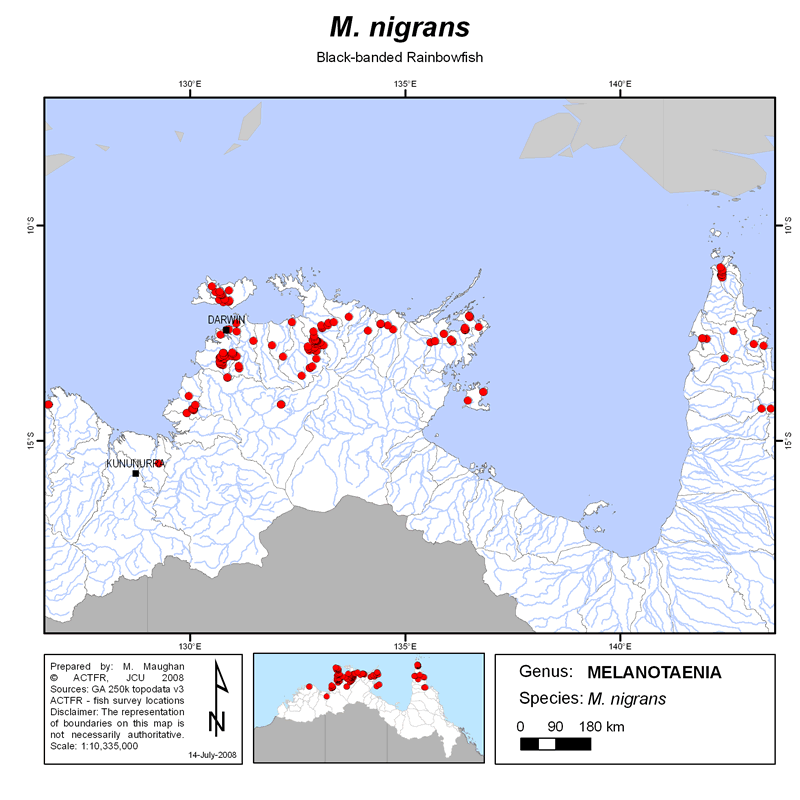 M. nigrans
Black-banded Rainbowfish
130°E 135°E 140°E
10°S 10°S
DARWIN
15°S 15°S
KUNUNURRA
130°E 135°E 140°E
Prepared by: M. Maughan
© ACTFR, JCU 2008
Sources: GA 250k topodata v3
ACTFR - fish survey locations
Disclaimer: The representation
of boundaries on this map is
not necessarily authoritative.
Scale: 1:10,335,000
N
14-July-2008
Genus: MELANOTAENIA
Species: M. nigrans
0 90 180 km